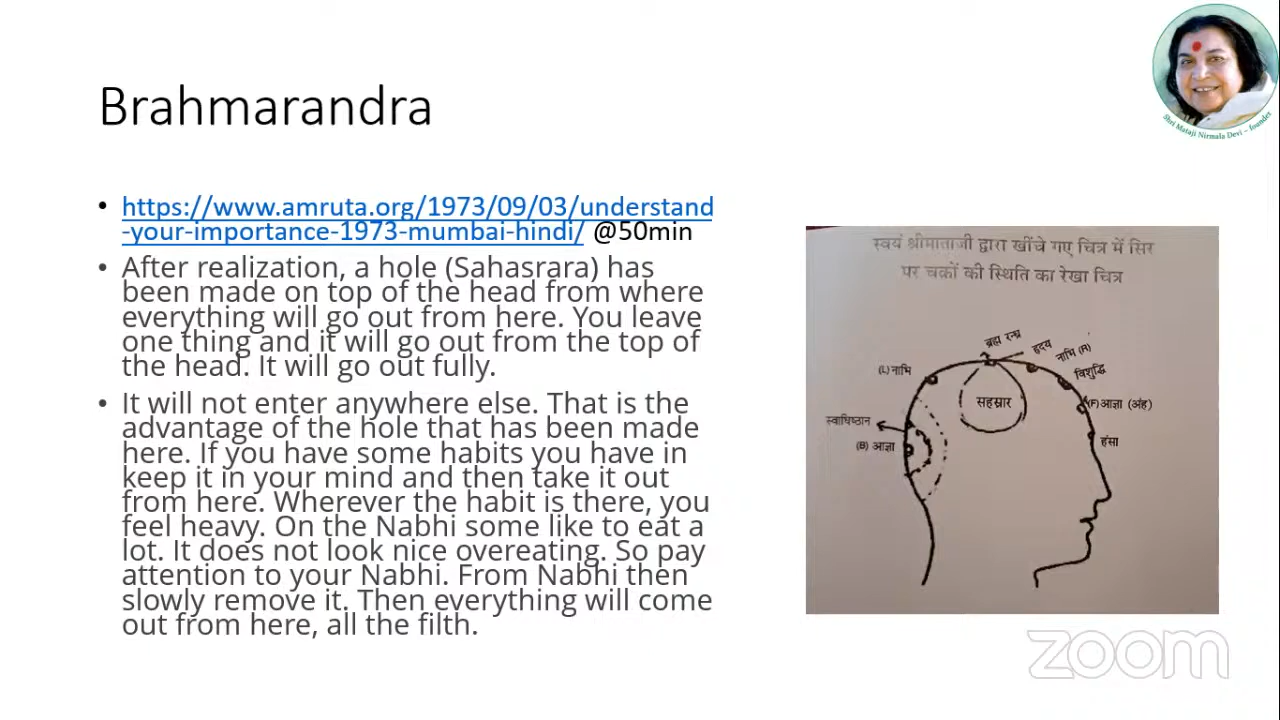 Shri Mataji Nirmala Devi – founder
Brahmarandra
• https://www.amruta.org/1973/09/03/understand
-your-importance-1973-mumbai-hindi/ @50min
• After realization, a hole (Sahasrara) has
been made on top of the head from where
everything will go out from here. You leave
one thing and it will go out from the top of
the head. It will go out fully.
• It will not enter anywhere else. That is the
advantage of the hole that has been made
here. If you have some habits you have in
keep it in your mind and then take it out
from here. Wherever the habit is there, you
feel heavy. On the Nabhi some like to eat a
lot. It does not look nice overeating. So pay
attention to your Nabhi. From Nabhi then
slowly remove it. Then everything will come
out from here, all the filth.
स्वयं श्रीमाताजी द्वारा खींचे गए चित्र में सिर
पर चक्रों की स्थिति का रेखा चित्र
ब्रह्म रन्ध्र
हृदय
नाभि (R)
विशुद्धि
(L) नाभि
सहस्रार
(F) आज्ञा (अंह)
स्वाधिष्ठान
(B) आज्ञा
हंसा
zoom